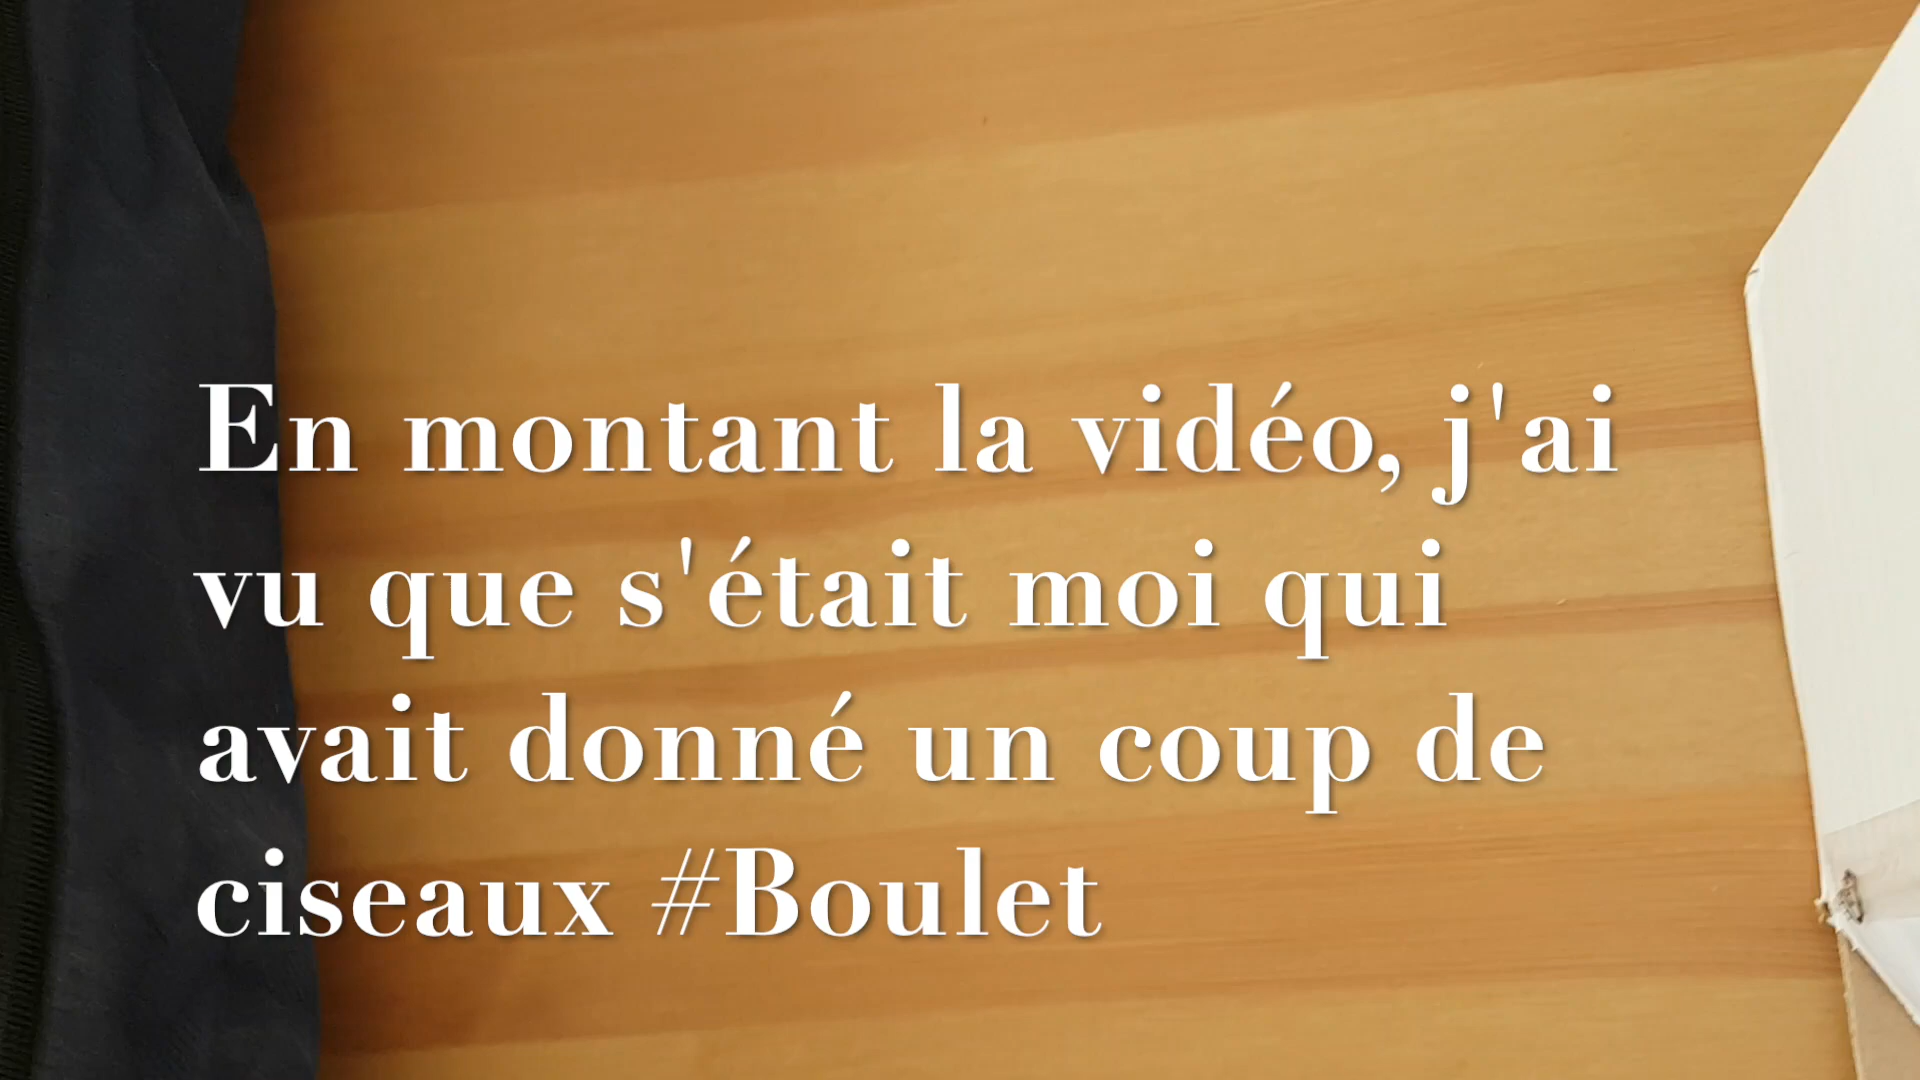 En montant la vidéo, j'ai
vu que s'était moi qui
avait donné un coup de
ciseaux #Boulet